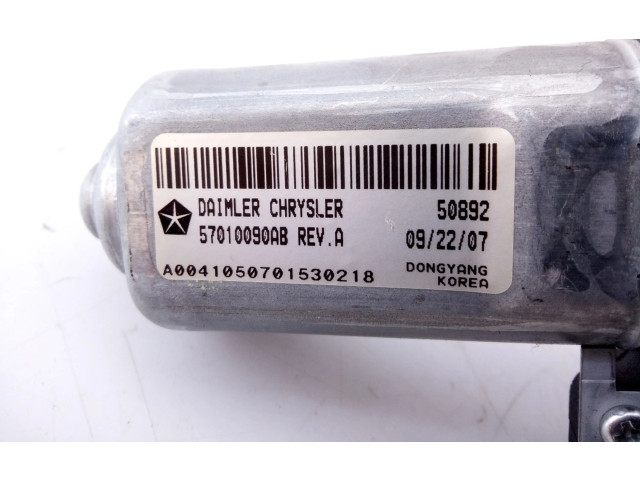 DAIMLER CHRYSLER 50892
57010090AB REV.A 09/22/07
A0041050701530218 DONGYANG
KOREA